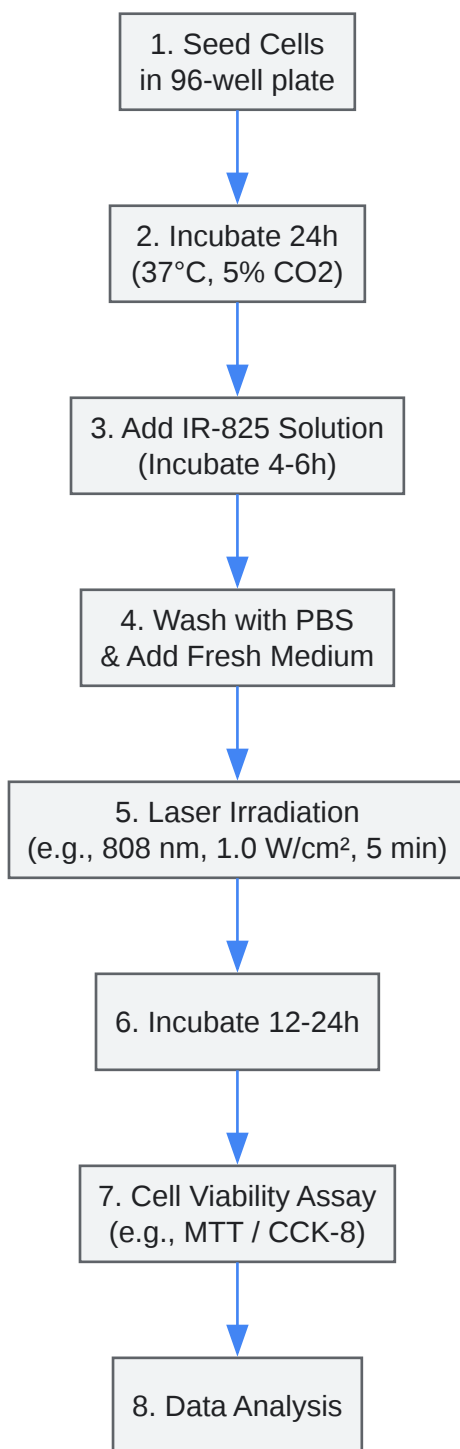 1. Seed Cells
in 96-well plate
2. Incubate 24h
(37°C, 5% CO2)
3. Add IR-825 Solution
(Incubate 4-6h)
4. Wash with PBS
& Add Fresh Medium
5. Laser Irradiation
(e.g., 808 nm, 1.0 W/cm², 5 min)
6. Incubate 12-24h
7. Cell Viability Assay
(e.g., MTT / CCK-8)
8. Data Analysis